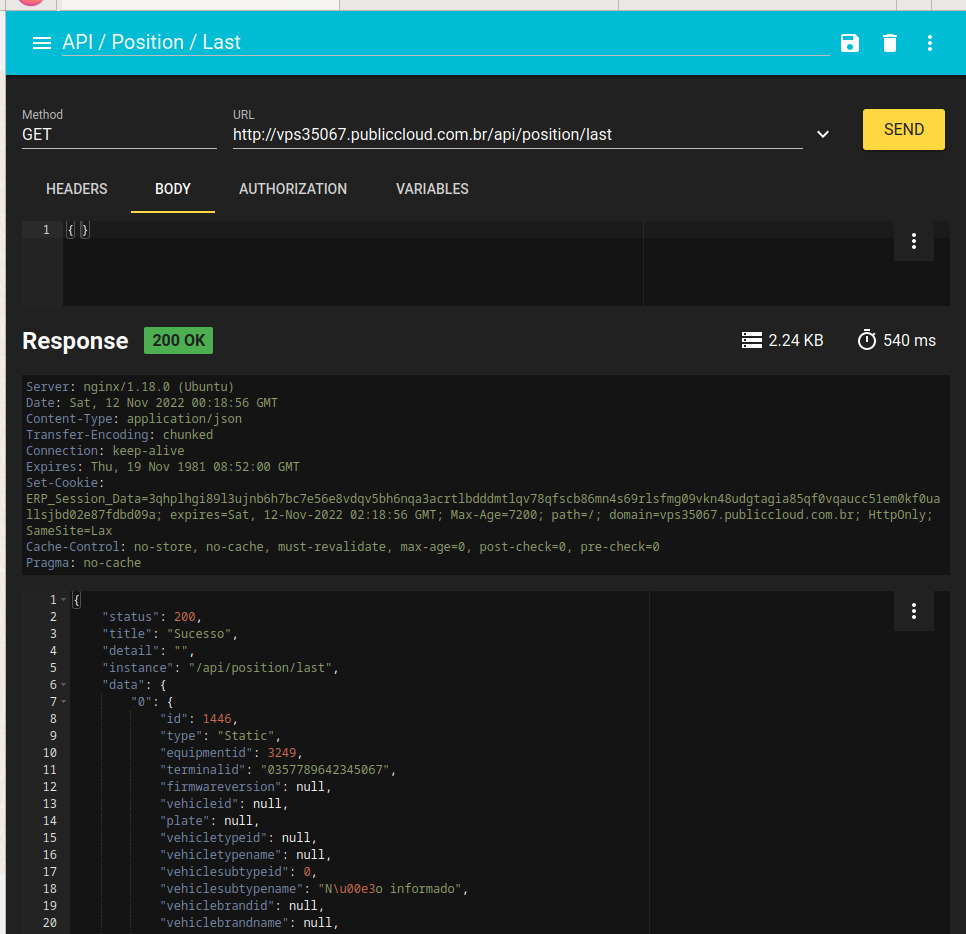 API / Position / Last
Method
GET
URL
http://vps35067.publiccloud.com.br/api/position/last
SEND
HEADERS
BODY
AUTHORIZATION
VARIABLES
1 { }
Response
200 OK
2.24 KB
540 ms
Server: nginx/1.18.0 (Ubuntu)
Date: Sat, 12 Nov 2022 00:18:56 GMT
Content-Type: application/json
Transfer-Encoding: chunked
Connection: keep-alive
Expires: Thu, 19 Nov 1981 08:52:00 GMT
Set-Cookie:
ERP_Session_Data=3qhplhgi89l3ujnb6h7bc7e56e8vdqv5bh6nqa3acrtlbdddmtlqv78qfscb86mn4s69rlsfmg09vkn48udgtagia85qf0vqaucc51em0kf0ua
llsjbd02e87fdbd09a; expires=Sat, 12-Nov-2022 02:18:56 GMT; Max-Age=7200; path=/; domain=vps35067.publiccloud.com.br; HttpOnly;
SameSite=Lax
Cache-Control: no-store, no-cache, must-revalidate, max-age=0, post-check=0, pre-check=0
Pragma: no-cache
1 {
2 "status": 200,
3 "title": "Sucesso",
4 "detail": "",
5 "instance": "/api/position/last",
6 "data": {
7 "0": {
8 "id": 1446,
9 "type": "Static",
10 "equipmentid": 3249,
11 "terminalid": "0357789642345067",
12 "firmwareversion": null,
13 "vehicleid": null,
14 "plate": null,
15 "vehicletypeid": null,
16 "vehicletypename": null,
17 "vehiclesubtypeid": 0,
18 "vehiclesubtypename": "N\u00e3o informado",
19 "vehiclebrandid": null,
20 "vehiclebrandname": null,